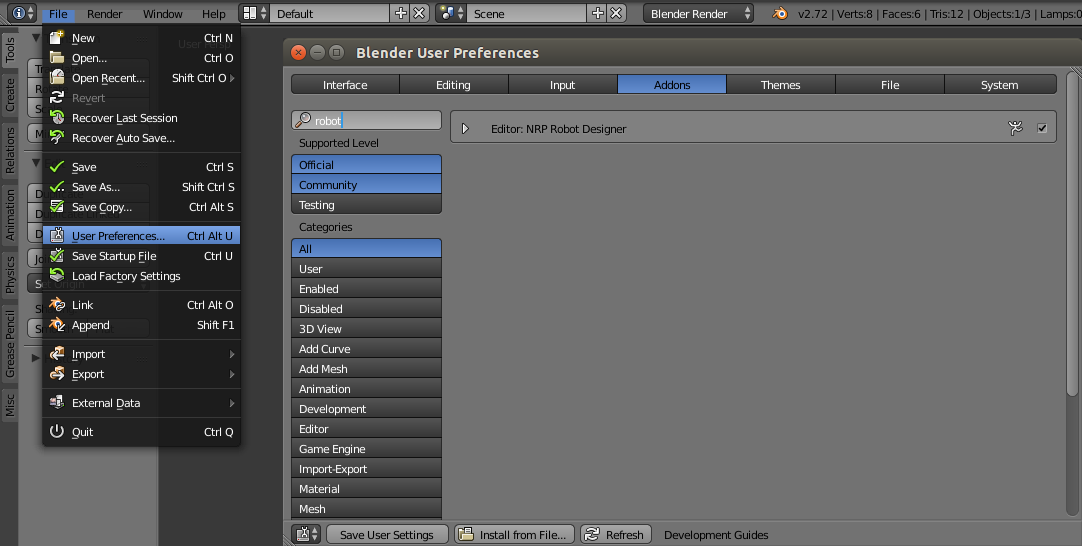 File Render Window Help Default Scene Blender Render v2.72 | Verts:8 | Faces:6 | Tris:12 | Objects:1/3 | Lamps:0
New Ctrl N
Open... Ctrl O
Open Recent... Shift Ctrl O
Revert
Recover Last Session
Recover Auto Save...
Save Ctrl S
Save As... Shift Ctrl S
Save Copy... Ctrl Alt S
User Preferences... Ctrl Alt U
Save Startup File Ctrl U
Load Factory Settings
Link Ctrl Alt O
Append Shift F1
Import
Export
External Data
Quit Ctrl Q
Tools
Create
Relations
Animation
Physics
Grease Pencil
Misc
User Persp
Blender User Preferences
Interface Editing Input Addons Themes File System
robot
Editor: NRP Robot Designer
Supported Level
Official
Community
Testing
Categories
All
User
Enabled
Disabled
3D View
Add Curve
Add Mesh
Animation
Development
Editor
Game Engine
Import-Export
Material
Mesh
Save User Settings Install from File... Refresh Development Guides